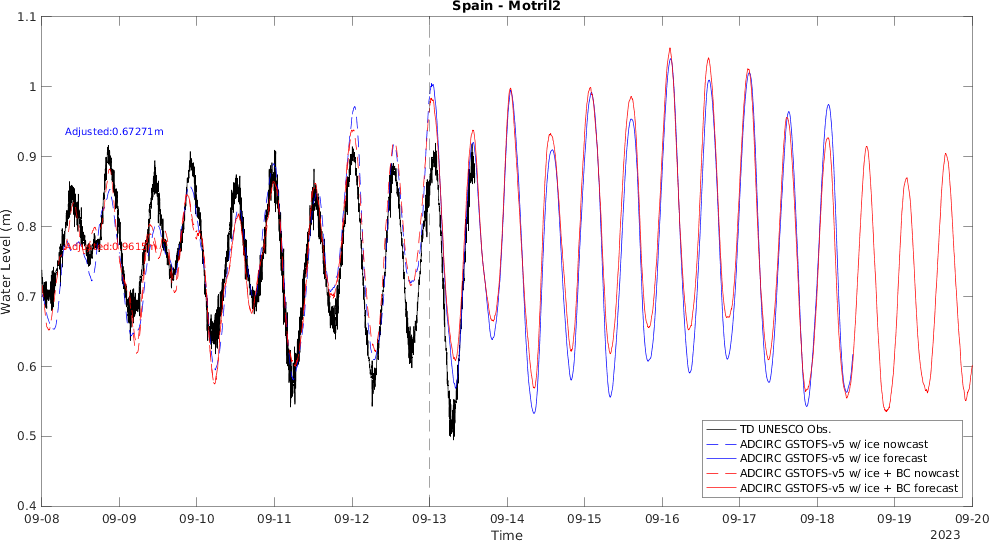 Spain - Motril2
Water Level (m)
1.1
1
0.9
0.8
0.7
0.6
0.5
0.4
Adjusted:0.67271m
09-08
09-09
09-10
09-11
09-12
09-13
09-14
09-15
09-16
09-17
09-18
09-19
09-20
Time
2023
TD UNESCO Obs.
ADCIRC GSTOFS-v5 w/ ice nowcast
ADCIRC GSTOFS-v5 w/ ice forecast
ADCIRC GSTOFS-v5 w/ ice + BC nowcast
ADCIRC GSTOFS-v5 w/ ice + BC forecast